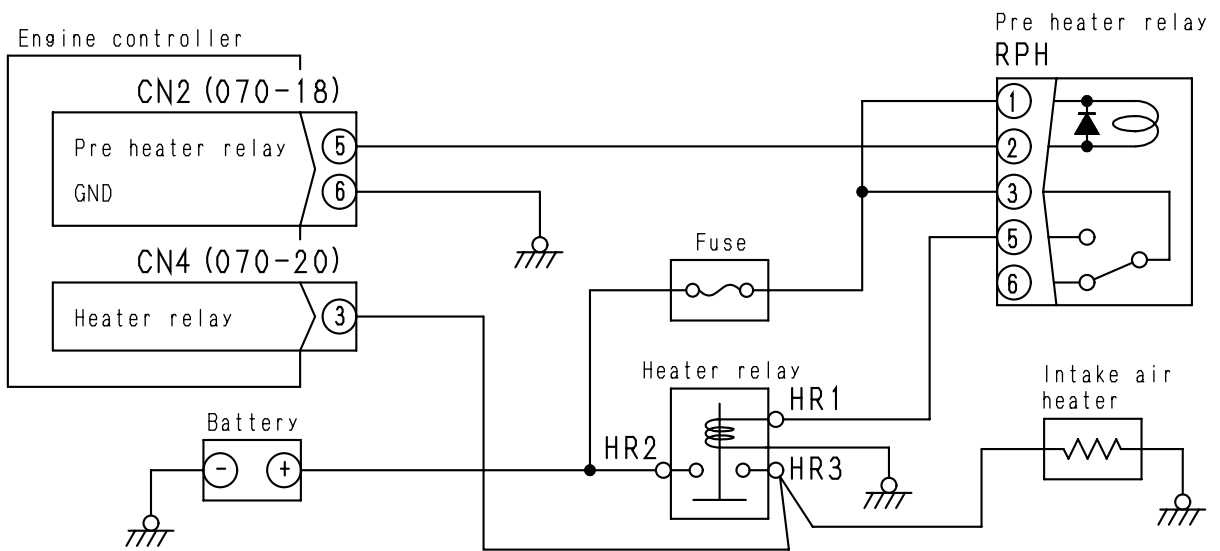 Engine controller
CN2 (070-18)
Pre heater relay
5
GND
6
CN4 (070-20)
Heater relay
3
Battery
-
+
Fuse
Heater relay
HR1
HR2
HR3
Pre heater relay
RPH
1
2
3
5
6
Intake air
heater